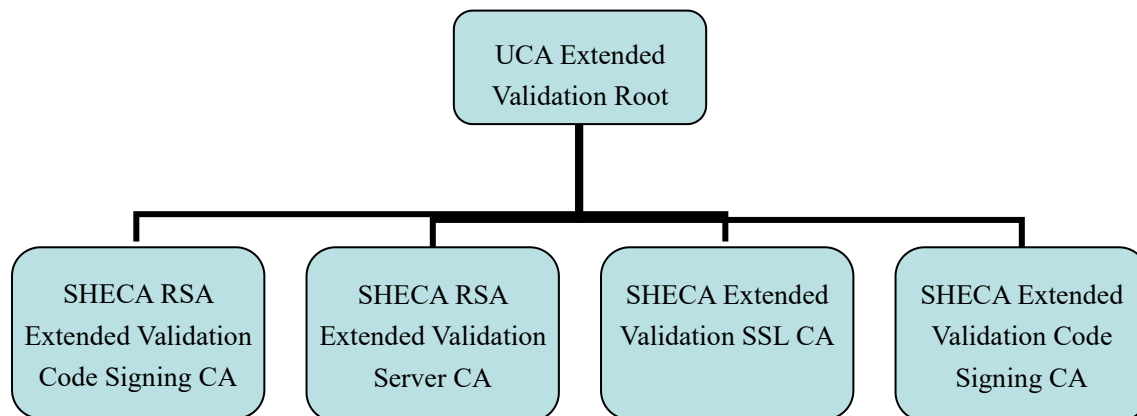 UCA Extended
Validation Root
SHECA RSA
Extended Validation
Code Signing CA
SHECA RSA
Extended Validation
Server CA
SHECA Extended
Validation SSL CA
SHECA Extended
Validation Code
Signing CA